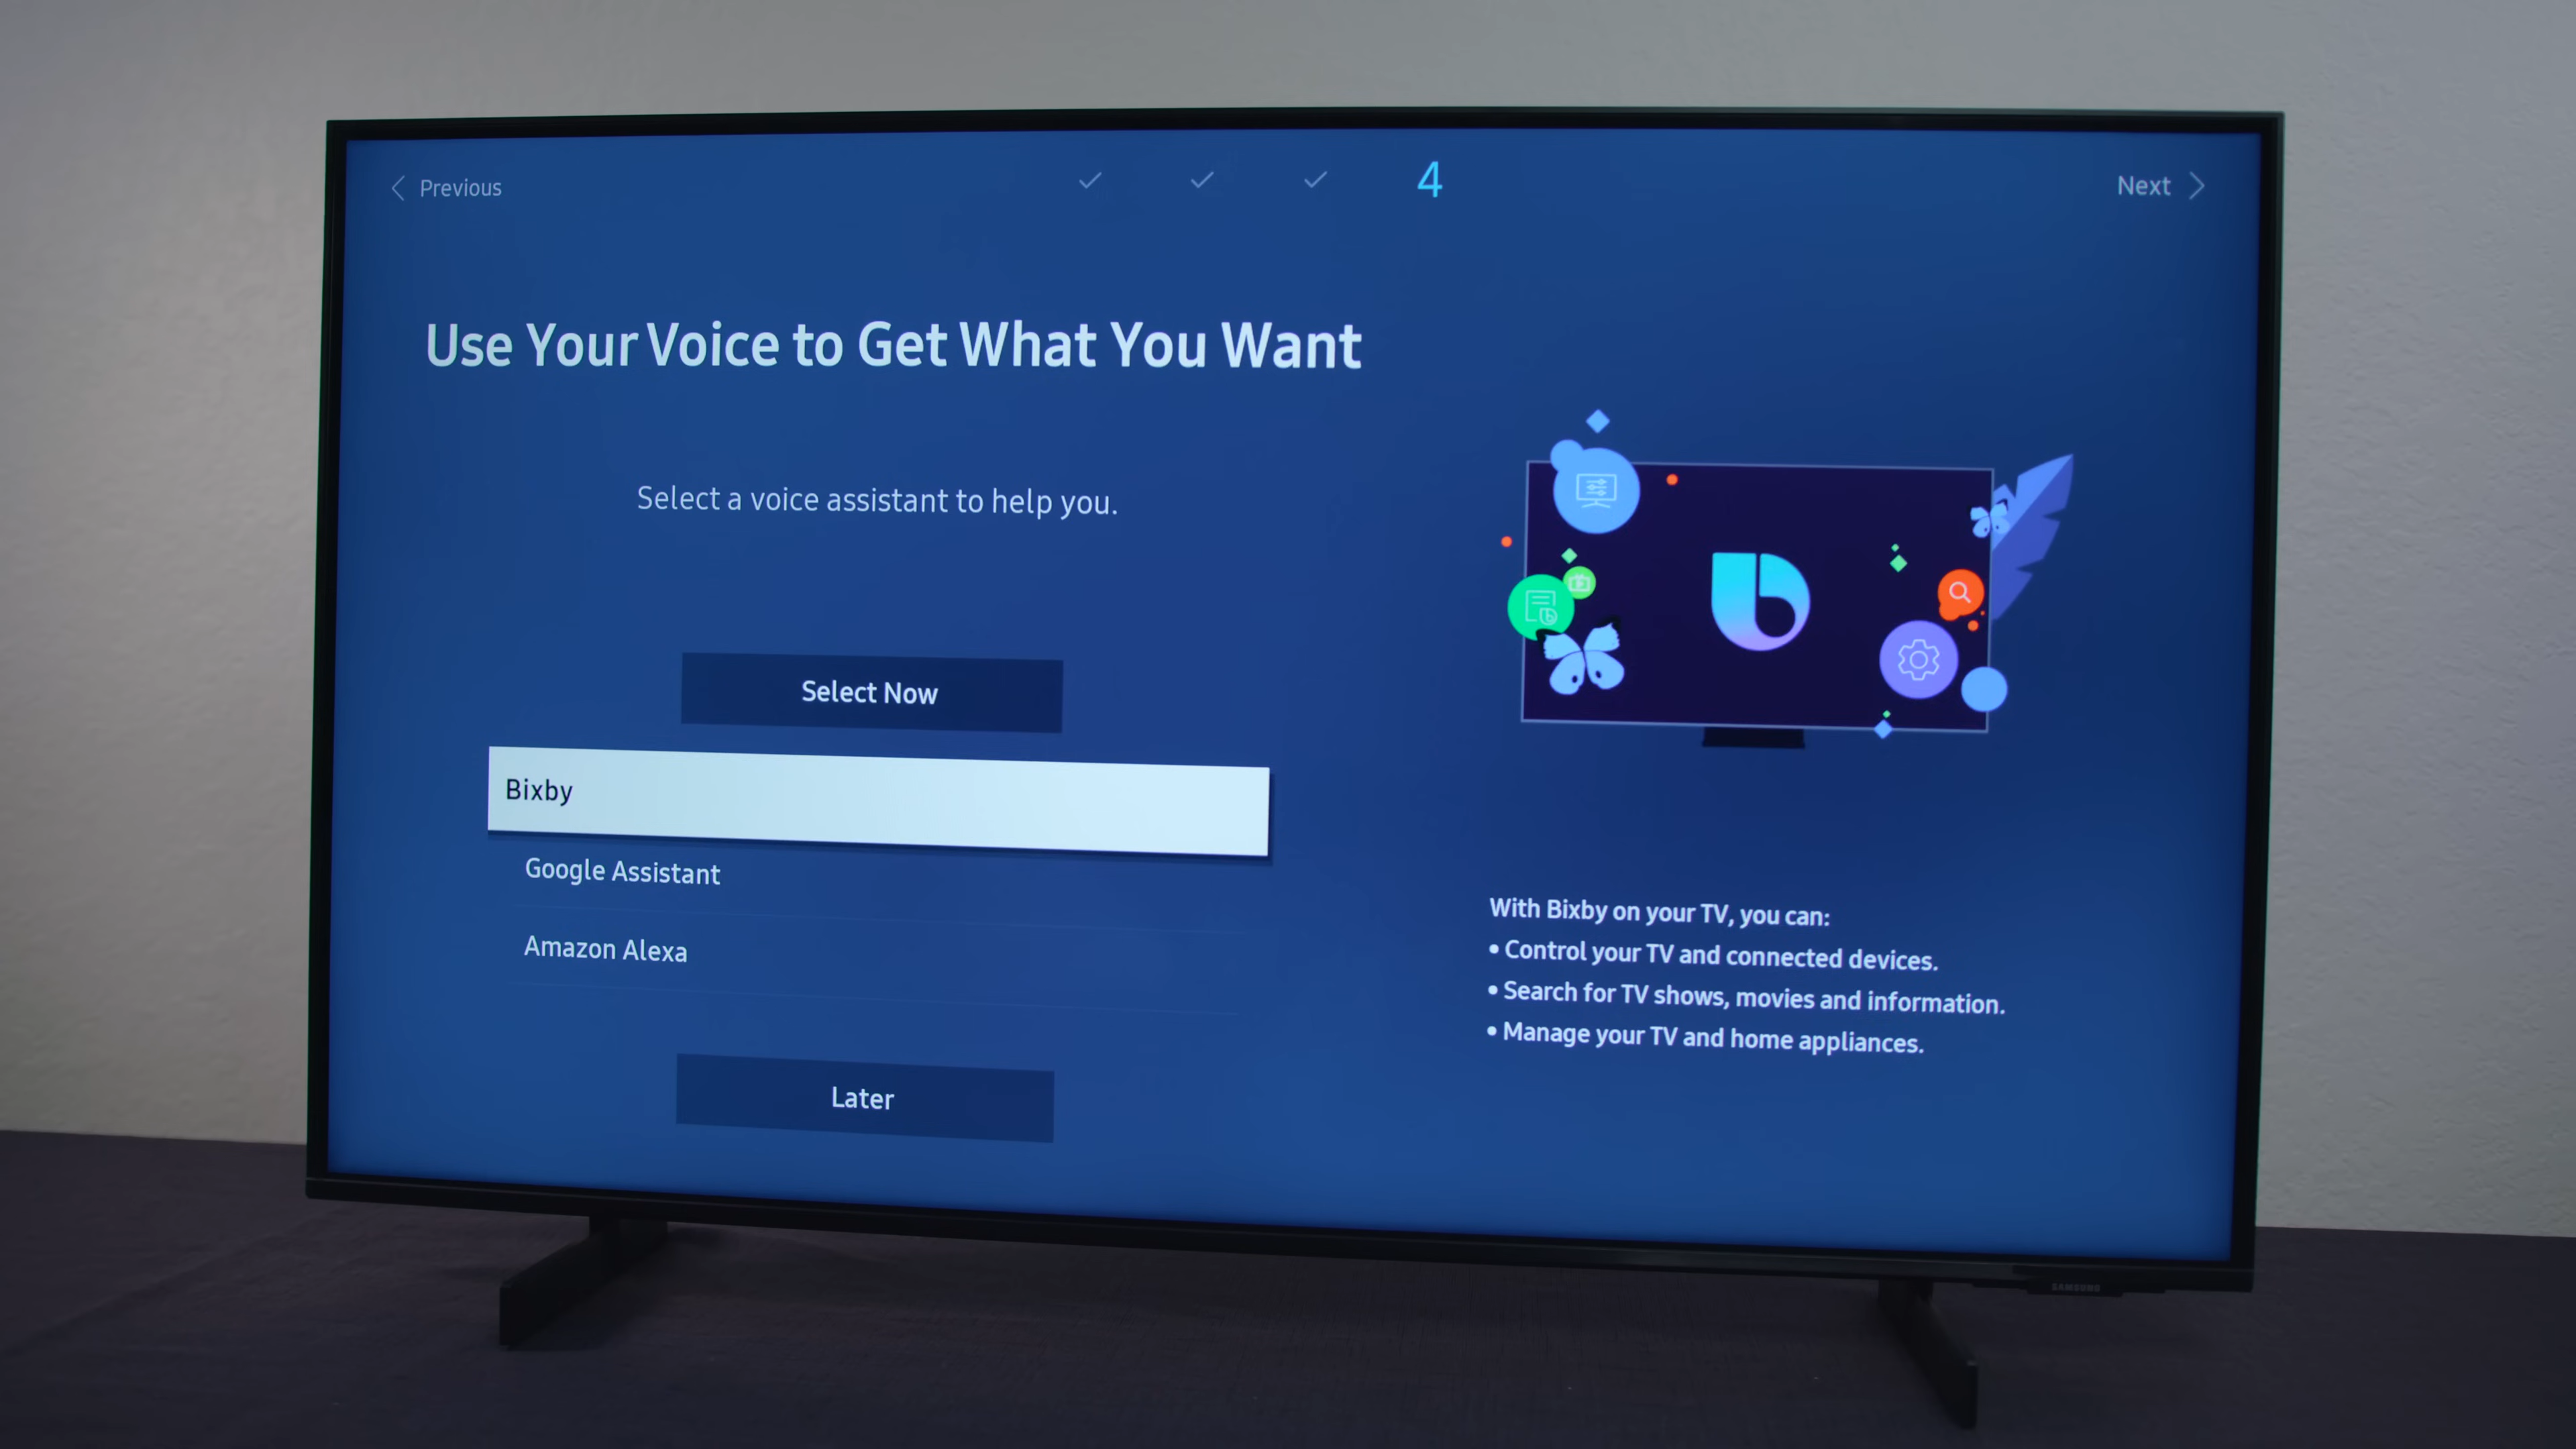 Previous
4
Next
Use Your Voice to Get What You Want
Select a voice assistant to help you.
Select Now
Bixby
Google Assistant
Amazon Alexa
Later
With Bixby on your TV, you can:
• Control your TV and connected devices.
• Search for TV shows, movies and information.
• Manage your TV and home appliances.
SAMSUNG